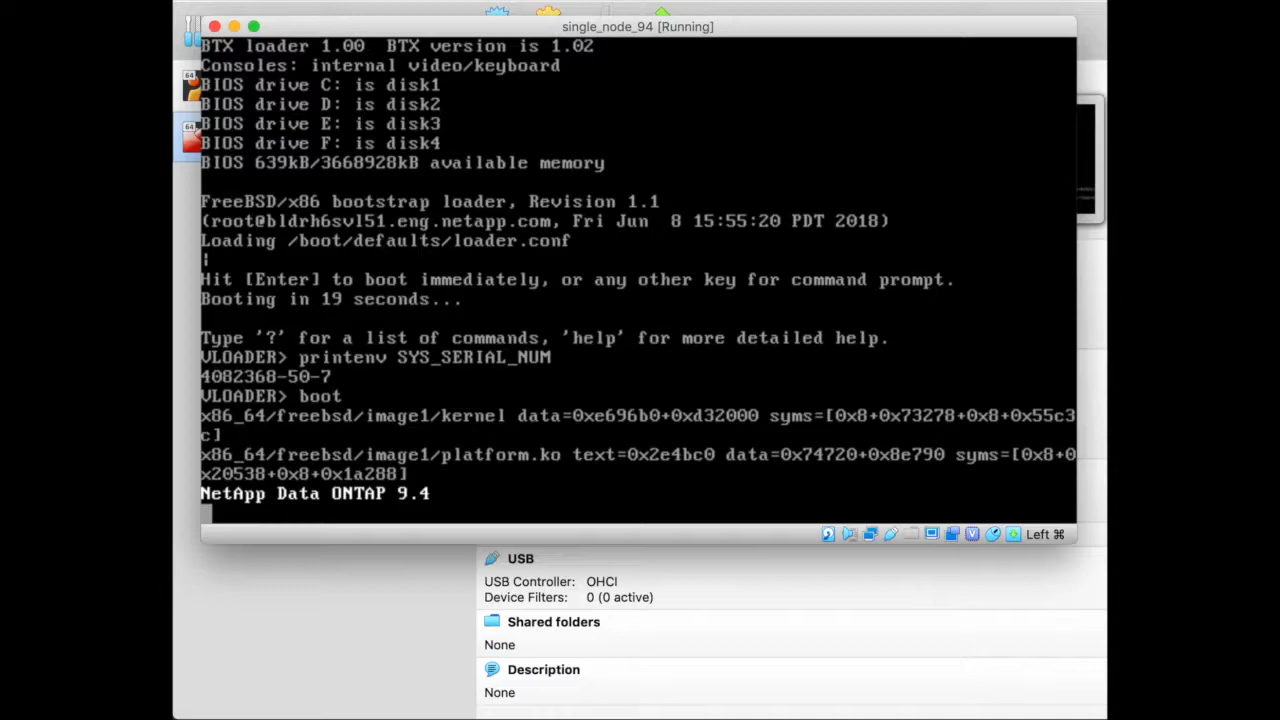 single_node_94 [Running]
BTX loader 1.00  BTX version is 1.02
Consoles: internal video/keyboard
BIOS drive C: is disk1
BIOS drive D: is disk2
BIOS drive E: is disk3
BIOS drive F: is disk4
BIOS 639kB/3668928kB available memory
FreeBSD/x86 bootstrap loader, Revision 1.1
(root@bldrh6svl51.eng.netapp.com, Fri Jun  8 15:55:20 PDT 2018)
Loading /boot/defaults/loader.conf
|
Hit [Enter] to boot immediately, or any other key for command prompt.
Booting in 19 seconds...
Type '?' for a list of commands, 'help' for more detailed help.
VLOADER> printenv SYS_SERIAL_NUM
4082368-50-7
VLOADER> boot
x86_64/freebsd/image1/kernel data=0xe696b0+0xd32000 syms=[0x8+0x73278+0x8+0x55c3
c]
x86_64/freebsd/image1/platform.ko text=0x2e4bc0 data=0x74720+0x8e790 syms=[0x8+0
x20538+0x8+0x1a288]
NetApp Data ONTAP 9.4
Left ⌘
64
64
USB
USB Controller: OHCI
Device Filters: 0 (0 active)
Shared folders
None
Description
None